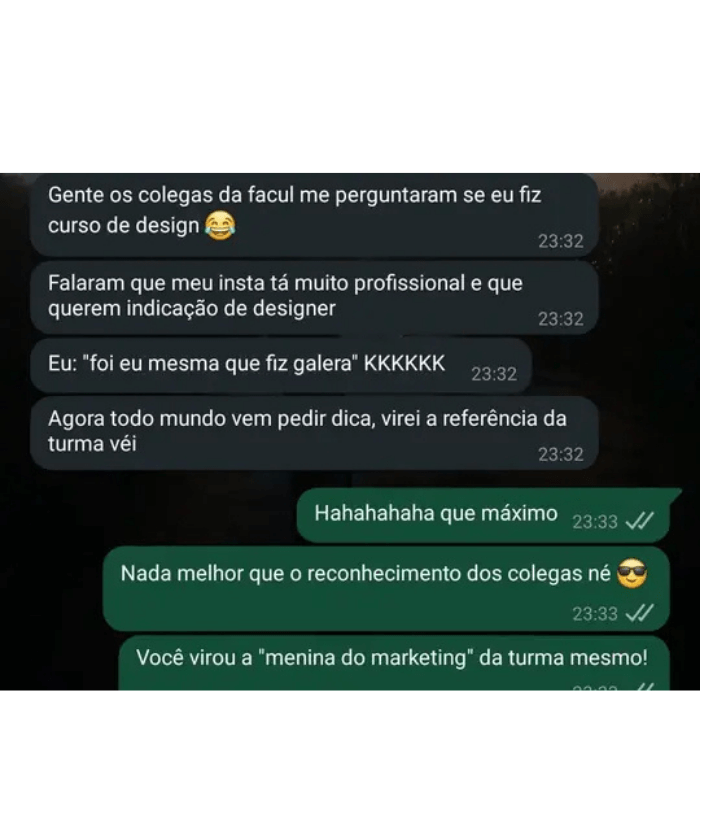 Gente os colegas da facul me perguntaram se eu fiz
curso de design 😂
23:32
Falaram que meu insta tá muito profissional e que
querem indicação de designer
23:32
Eu: "foi eu mesma que fiz galera" KKKKKK
23:32
Agora todo mundo vem pedir dica, virei a referência da
turma véi
23:32
Hahahahaha que máximo
23:33
Nada melhor que o reconhecimento dos colegas né 😎
23:33
Você virou a "menina do marketing" da turma mesmo!